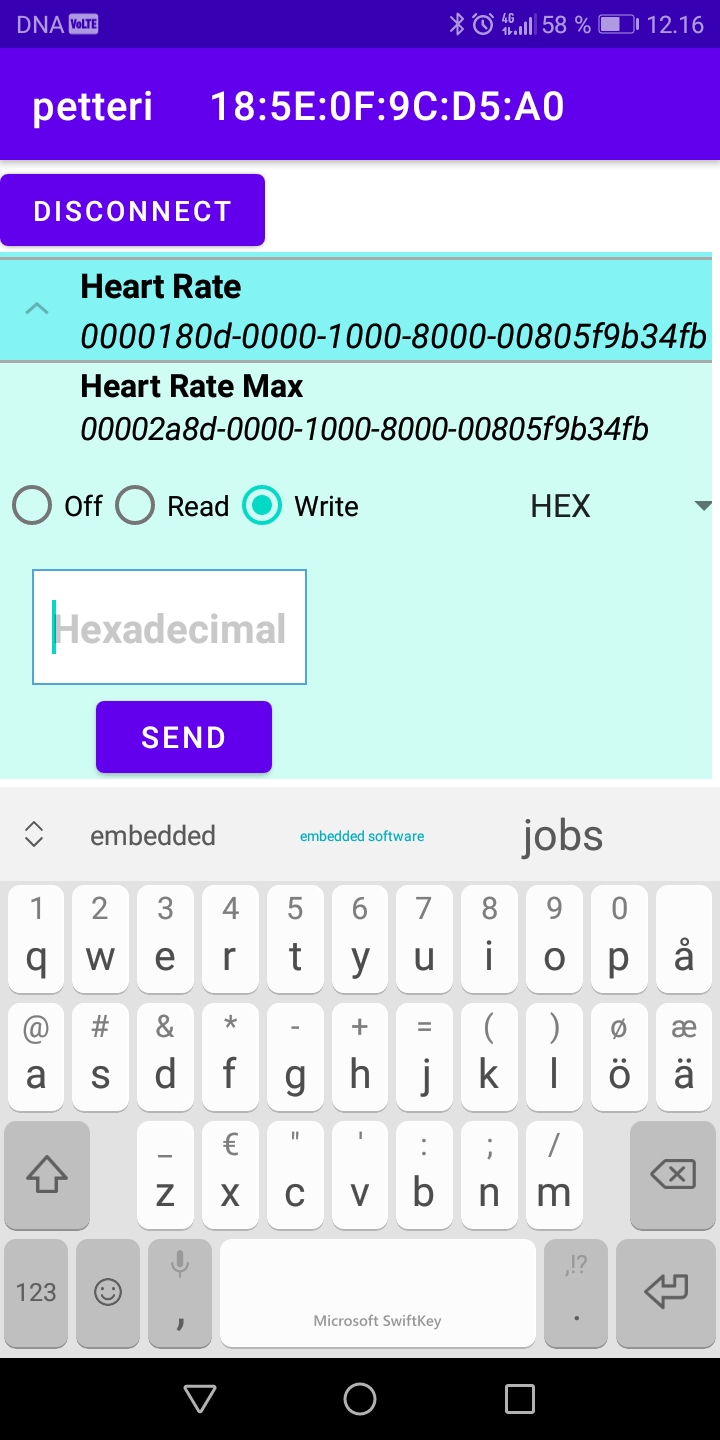 DNA VoLTE 4G 58 % 12.16
petteri 18:5E:0F:9C:D5:A0
DISCONNECT
Heart Rate
0000180d-0000-1000-8000-00805f9b34fb
Heart Rate Max
00002a8d-0000-1000-8000-00805f9b34fb
Off Read Write HEX
Hexadecimal
SEND
embedded embedded software jobs
1 2 3 4 5 6 7 8 9 0
q w e r t y u i o p å
@ # & * - + = ( ) ø æ
a s d f g h j k l ö ä
_ € " ' : ; /
z x c v b n m
,!?
123 , .
Microsoft SwiftKey